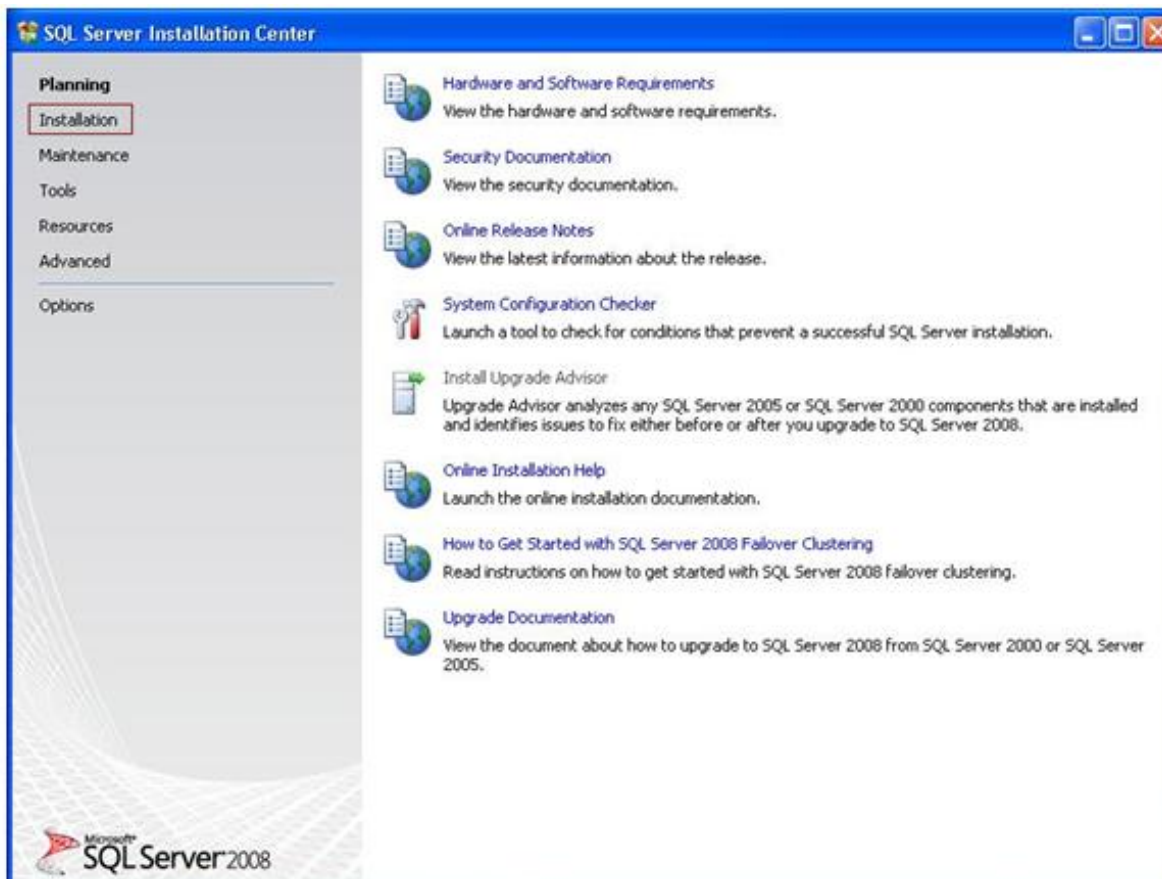 SQL Server Installation Center
Planning
Installation
Maintenance
Tools
Resources
Advanced
Options
Hardware and Software Requirements
View the hardware and software requirements.
Security Documentation
View the security documentation.
Online Release Notes
View the latest information about the release.
System Configuration Checker
Launch a tool to check for conditions that prevent a successful SQL Server installation.
Install Upgrade Advisor
Upgrade Advisor analyzes any SQL Server 2005 or SQL Server 2000 components that are installed
and identifies issues to fix either before or after you upgrade to SQL Server 2008.
Online Installation Help
Launch the online installation documentation.
How to Get Started with SQL Server 2008 Failover Clustering
Read instructions on how to get started with SQL Server 2008 failover clustering.
Upgrade Documentation
View the document about how to upgrade to SQL Server 2008 from SQL Server 2000 or SQL Server
2005.
Microsoft
SQL Server 2008